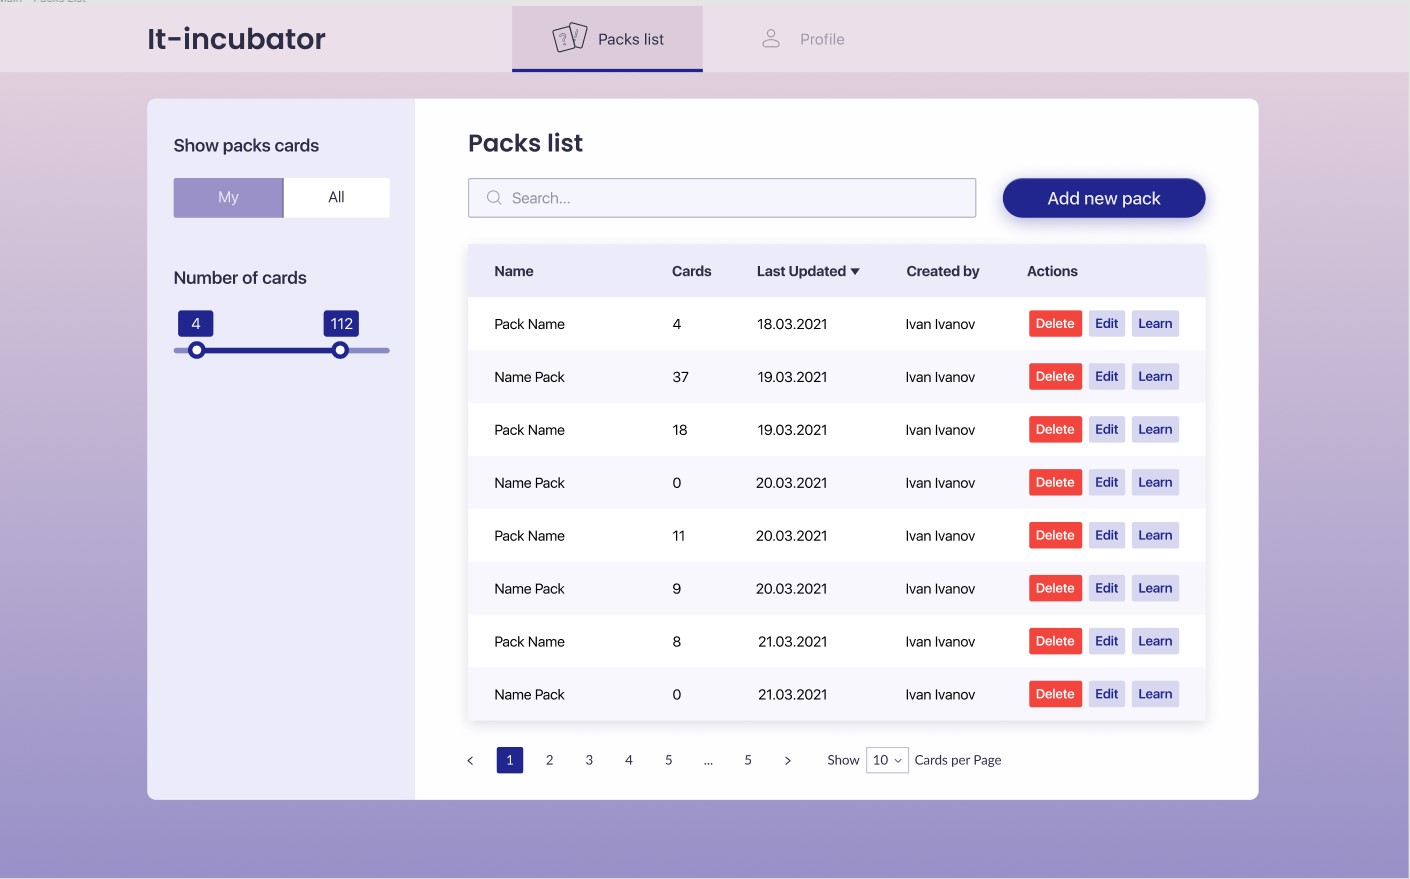 It-incubator
Packs list
Profile
Show packs cards
My All
Number of cards
4 112
Packs list
Search...
Add new pack
Name Cards Last Updated Created by Actions
Pack Name 4 18.03.2021 Ivan Ivanov Delete Edit Learn
Name Pack 37 19.03.2021 Ivan Ivanov Delete Edit Learn
Pack Name 18 19.03.2021 Ivan Ivanov Delete Edit Learn
Name Pack 0 20.03.2021 Ivan Ivanov Delete Edit Learn
Pack Name 11 20.03.2021 Ivan Ivanov Delete Edit Learn
Name Pack 9 20.03.2021 Ivan Ivanov Delete Edit Learn
Pack Name 8 21.03.2021 Ivan Ivanov Delete Edit Learn
Name Pack 0 21.03.2021 Ivan Ivanov Delete Edit Learn
< 1 2 3 4 5 ... 5 > Show 10 Cards per Page